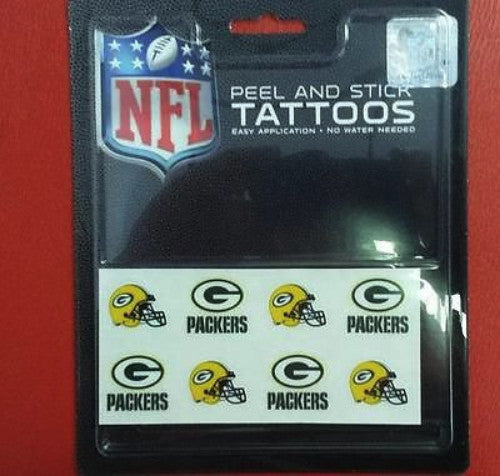 NFL
PEEL AND STICK
TATTOOS
EASY APPLICATION • NO WATER NEEDED
G G G G
PACKERS PACKERS
G G G G
PACKERS PACKERS